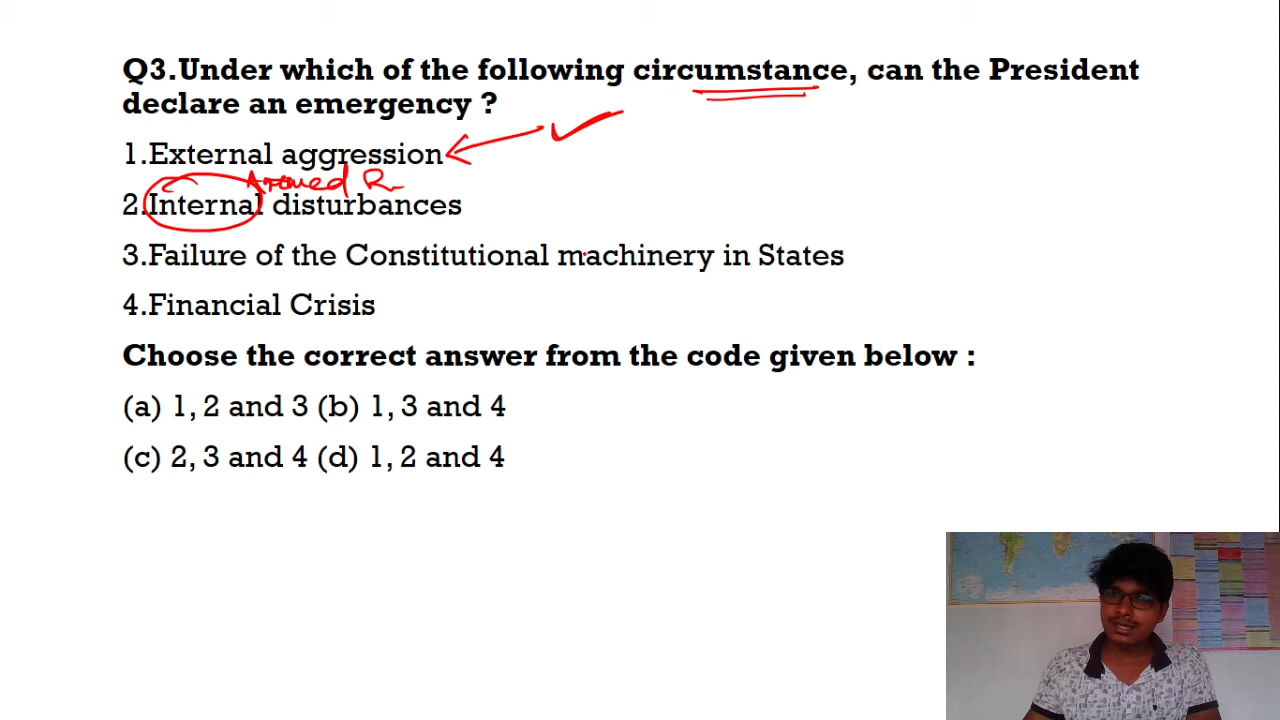 Q3.Under which of the following circumstance, can the President
declare an emergency ?
1.External aggression
Armed R
2.Internal disturbances
3.Failure of the Constitutional machinery in States
4.Financial Crisis
Choose the correct answer from the code given below :
(a) 1, 2 and 3 (b) 1, 3 and 4
(c) 2, 3 and 4 (d) 1, 2 and 4